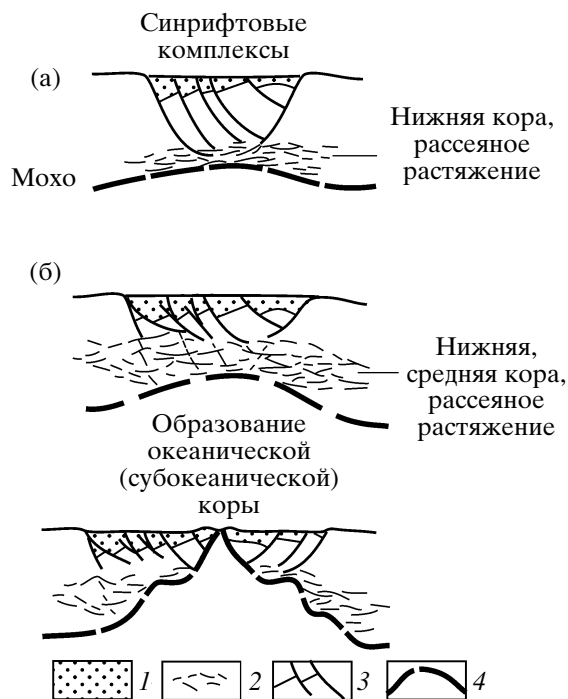 Синрифтовые
комплексы
(а)
Нижняя кора,
рассеяное
растяжение
Мохо
(б)
Нижняя,
средняя кора,
рассеяное
растяжение
Образование
океанической
(субокеанической)
коры
1 2 3 4